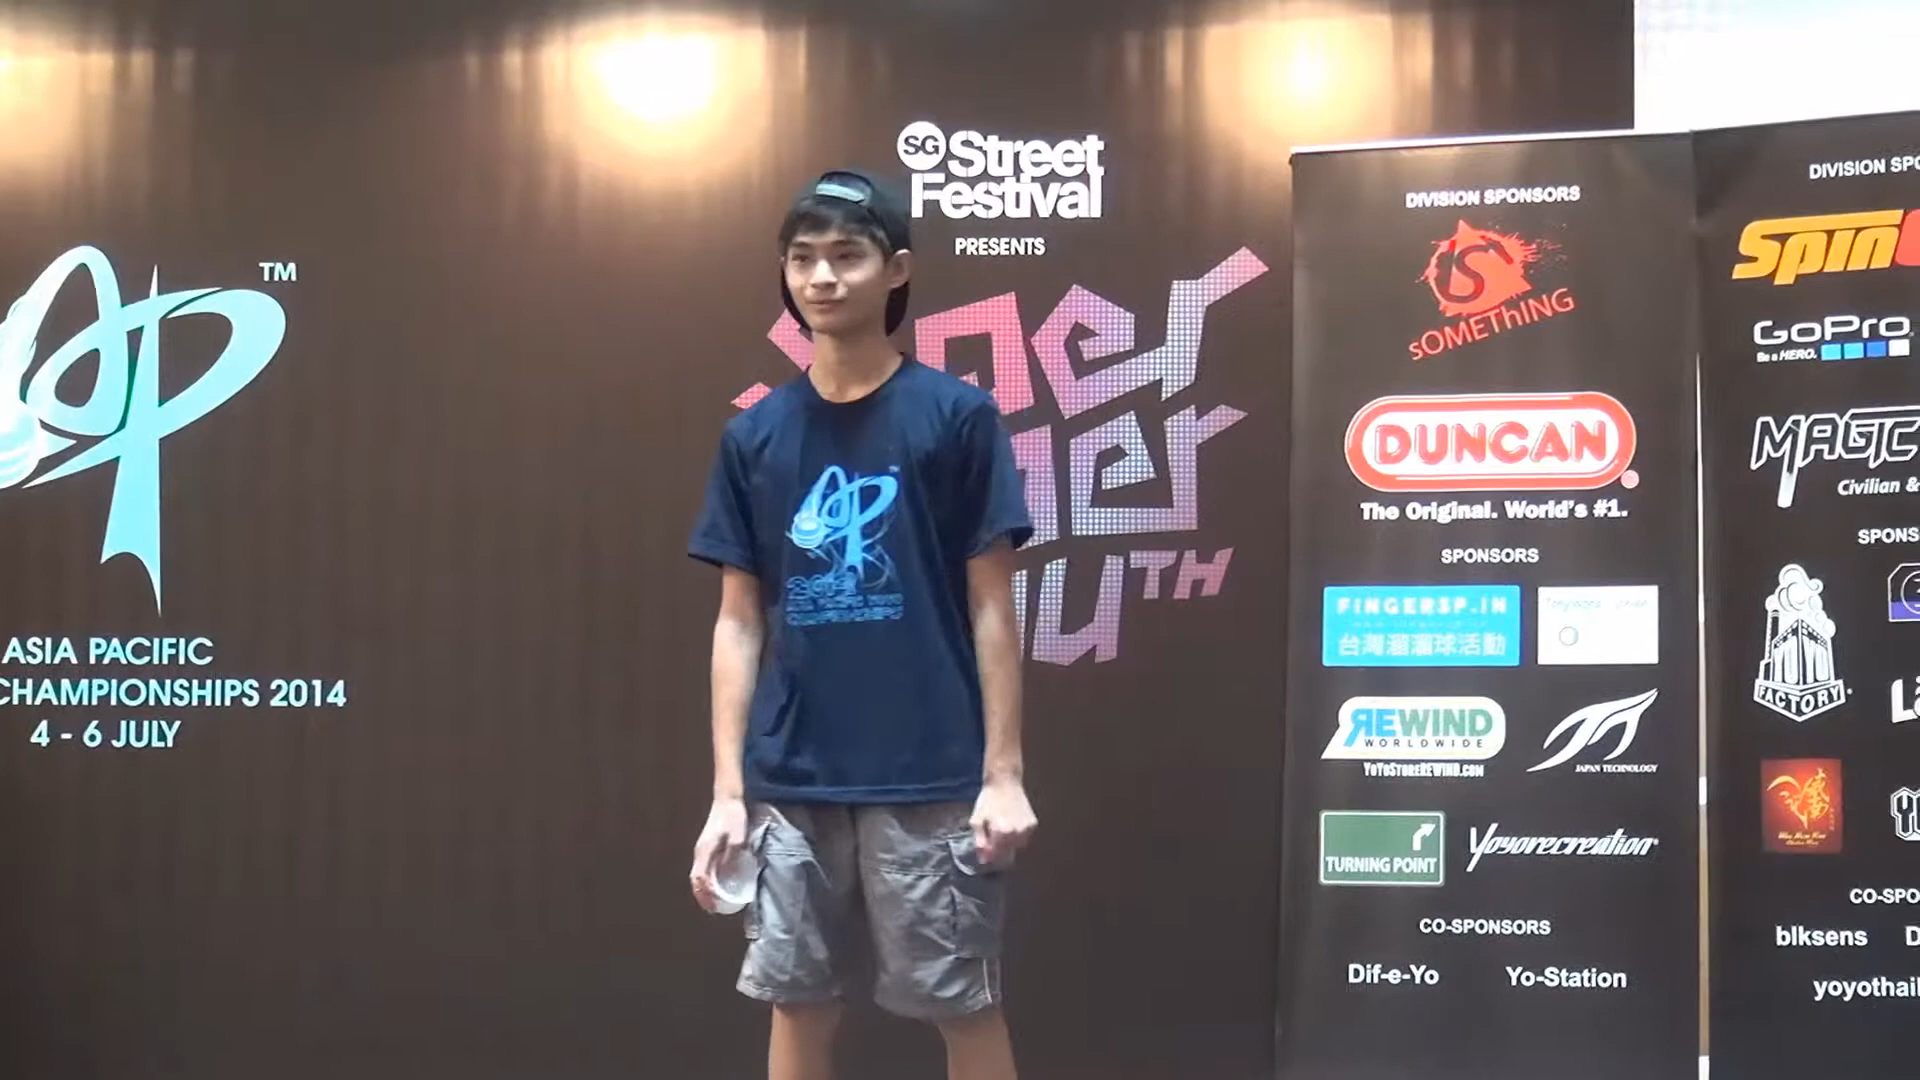 TM
ASIA PACIFIC
CHAMPIONSHIPS 2014
4 - 6 JULY
SG Street
Festival
PRESENTS
TH
TM
DIVISION SPONSORS
sOMEThING
DUNCAN
The Original. World's #1.
SPONSORS
FINGERSP.IN
台灣溜溜球活動
REWIND
WORLDWIDE
YoYoStoreREWIND.com
JAPAN TECHNOLOGY
TURNING POINT
Yoyorecreation
CO-SPONSORS
Dif-e-Yo
Yo-Station
DIVISION SPO
Spin
GoPro
Be a HERO.
MAGIC
Civilian &
SPONS
FACTORY
CO-SPO
blksens
D
yoyothail